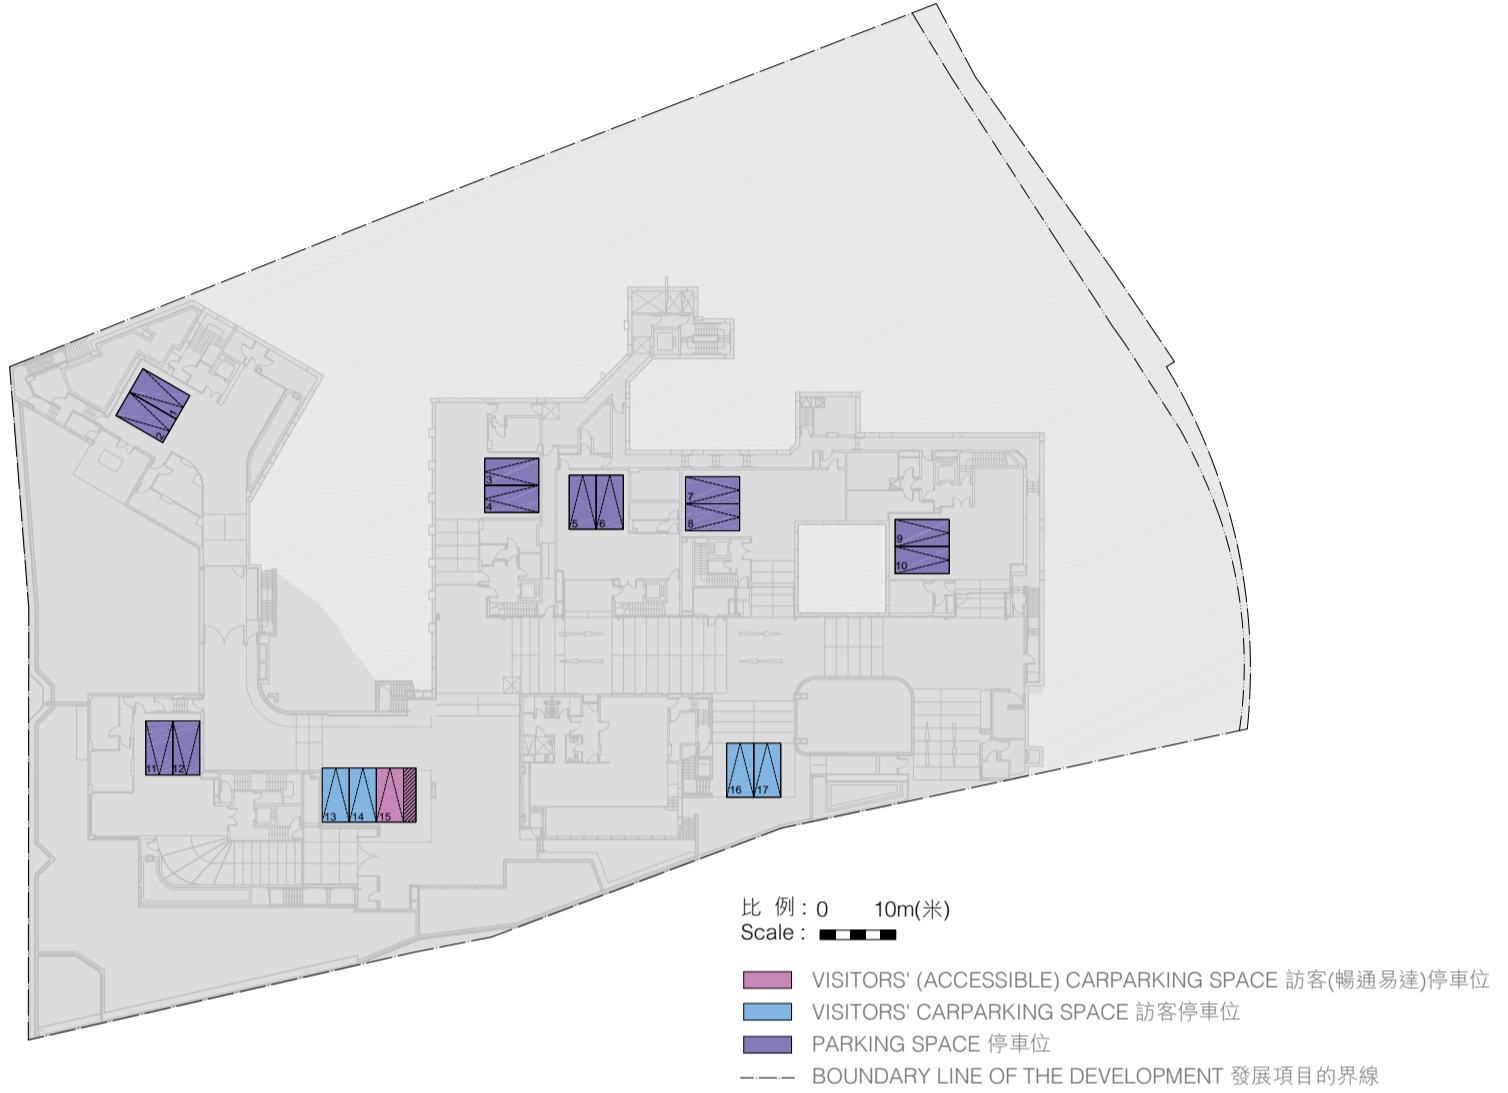 1
2
3
4
5 6
7
8
9
10
11 12
13 14 15
16 17
比 例 : 0 10m(米)
Scale :
VISITORS' (ACCESSIBLE) CARPARKING SPACE 訪客(暢通易達)停車位
VISITORS' CARPARKING SPACE 訪客停車位
PARKING SPACE 停車位
BOUNDARY LINE OF THE DEVELOPMENT 發展項目的界線